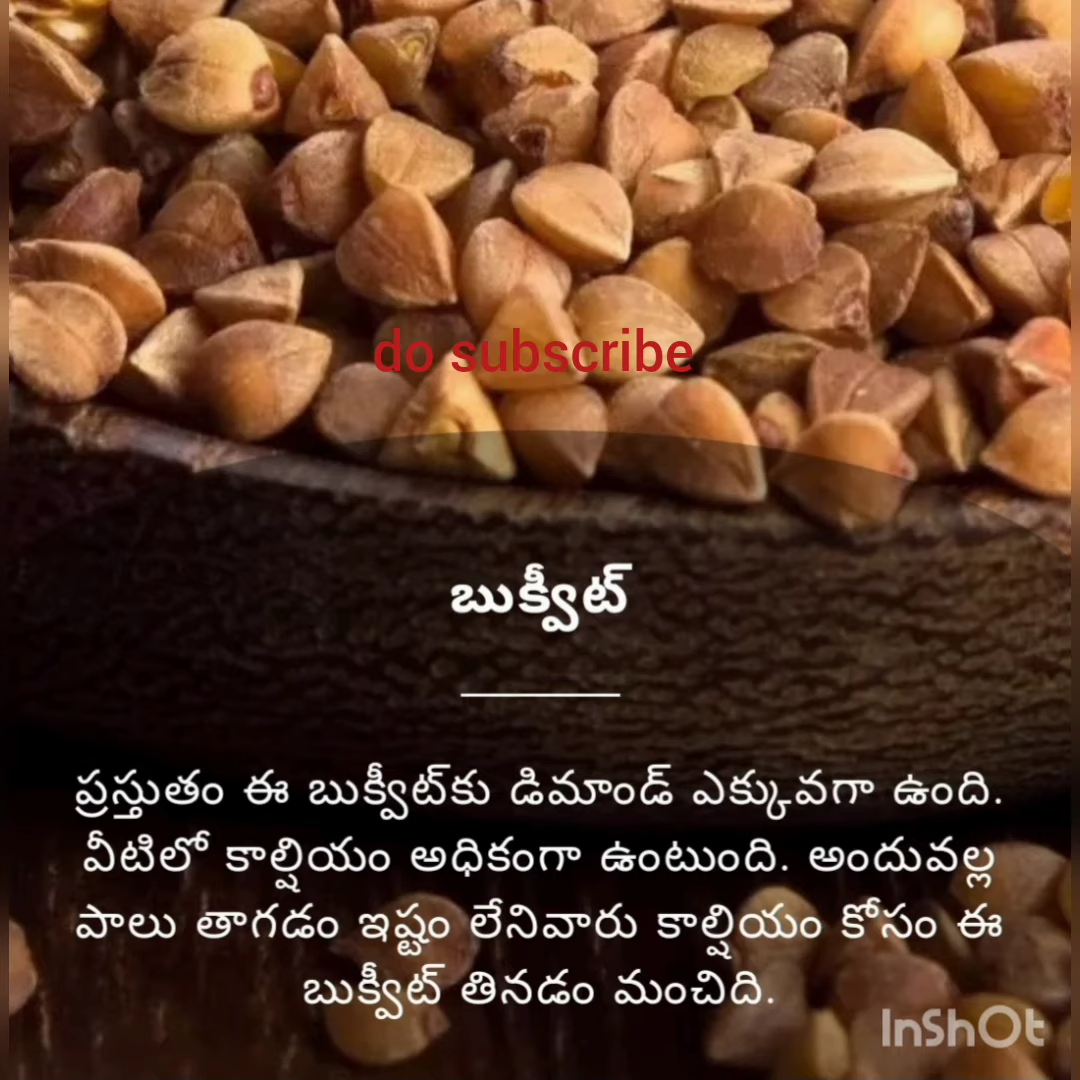 do subscribe
బుక్వీట్
ప్రస్తుతం ఈ బుక్వీట్‌కు డిమాండ్ ఎక్కువగా ఉంది.
వీటిలో కాల్షియం అధికంగా ఉంటుంది. అందువల్ల
పాలు తాగడం ఇష్టం లేనివారు కాల్షియం కోసం ఈ
బుక్వీట్ తినడం మంచిది.
InShOt